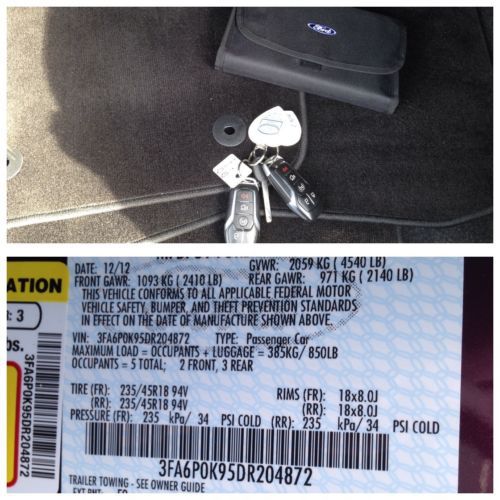 Ford
DATE: 12/12 GVWR: 2059 KG ( 4540 LB)
FRONT GAWR: 1093 KG ( 2410 LB) REAR GAWR: 971 KG ( 2140 LB)
THIS VEHICLE CONFORMS TO ALL APPLICABLE FEDERAL MOTOR
VEHICLE SAFETY, BUMPER, AND THEFT PREVENTION STANDARDS
IN EFFECT ON THE DATE OF MANUFACTURE SHOWN ABOVE.
VIN: 3FA6P0K95DR204872 TYPE: Passenger Car
MAXIMUM LOAD = OCCUPANTS + LUGGAGE = 385KG/ 850LB
OCCUPANTS = 5 TOTAL; 2 FRONT, 3 REAR
TIRE (FR): 235/45R18 94V RIMS (FR): 18x8.0J
(RR): 235/45R18 94V (RR): 18x8.0J
PRESSURE (FR): 235 kPa/ 34 PSI COLD (RR): 235 kPa/ 34 PSI COLD
3FA6P0K95DR204872
TRAILER TOWING - SEE OWNER GUIDE
ATION
: 3
bs.
3FA6P0K95DR204872